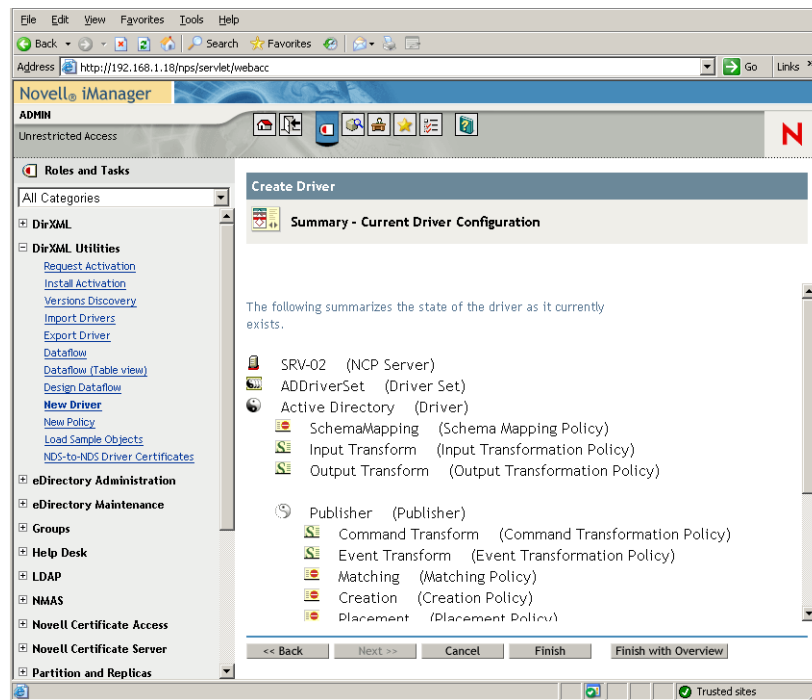 File Edit View Favorites Tools Help
Back Search Favorites
Address http://192.168.1.18/nps/servlet/webacc Go Links »
Novell® iManager
ADMIN
Unrestricted Access
N
Roles and Tasks
All Categories
DirXML
DirXML Utilities
Request Activation
Install Activation
Versions Discovery
Import Drivers
Export Driver
Dataflow
Dataflow (Table view)
Design Dataflow
New Driver
New Policy
Load Sample Objects
NDS-to-NDS Driver Certificates
eDirectory Administration
eDirectory Maintenance
Groups
Help Desk
LDAP
NMAS
Novell Certificate Access
Novell Certificate Server
Partition and Replicas
Create Driver
Summary - Current Driver Configuration
The following summarizes the state of the driver as it currently
exists.
SRV-02 (NCP Server)
ADDriverSet (Driver Set)
Active Directory (Driver)
SchemaMapping (Schema Mapping Policy)
Input Transform (Input Transformation Policy)
Output Transform (Output Transformation Policy)
Publisher (Publisher)
Command Transform (Command Transformation Policy)
Event Transform (Event Transformation Policy)
Matching (Matching Policy)
Creation (Creation Policy)
Placement (Placement Policy)
<< Back Next >> Cancel Finish Finish with Overview
Trusted sites